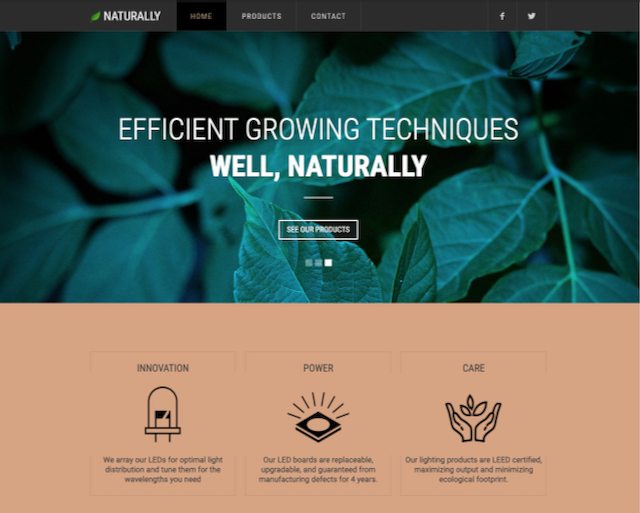 NATURALLY
HOME
PRODUCTS
CONTACT
EFFICIENT GROWING TECHNIQUES
WELL, NATURALLY
SEE OUR PRODUCTS
INNOVATION
We array our LEDs for optimal light
distribution and tune them for the
wavelengths you need
POWER
Our LED boards are replaceable,
upgradable, and guaranteed from
manufacturing defects for 4 years.
CARE
Our lighting products are LEED certified,
maximizing output and minimizing
ecological footprint.